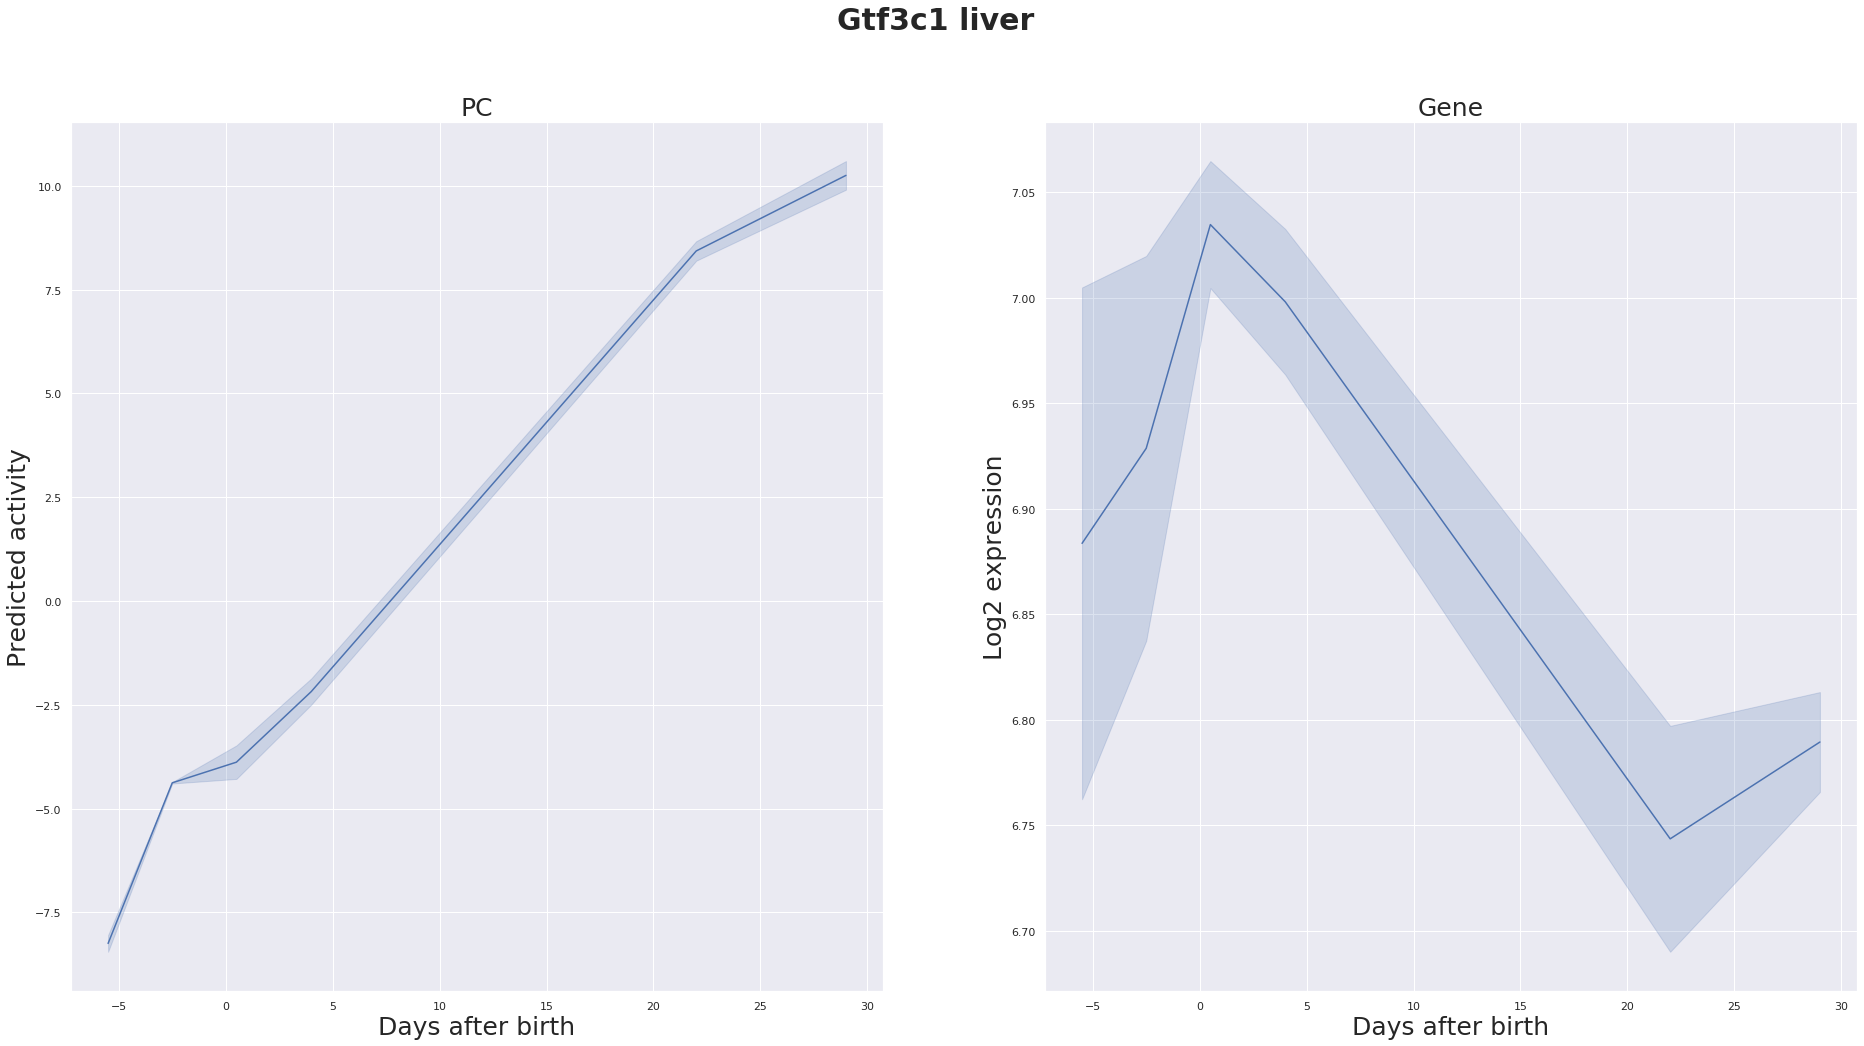 Gtf3c1 liver
PC
Predicted activity
10.0
7.5
5.0
2.5
0.0
−2.5
−5.0
−7.5
−5 0 5 10 15 20 25 30
Days after birth
Gene
Log2 expression
7.05
7.00
6.95
6.90
6.85
6.80
6.75
6.70
−5 0 5 10 15 20 25 30
Days after birth